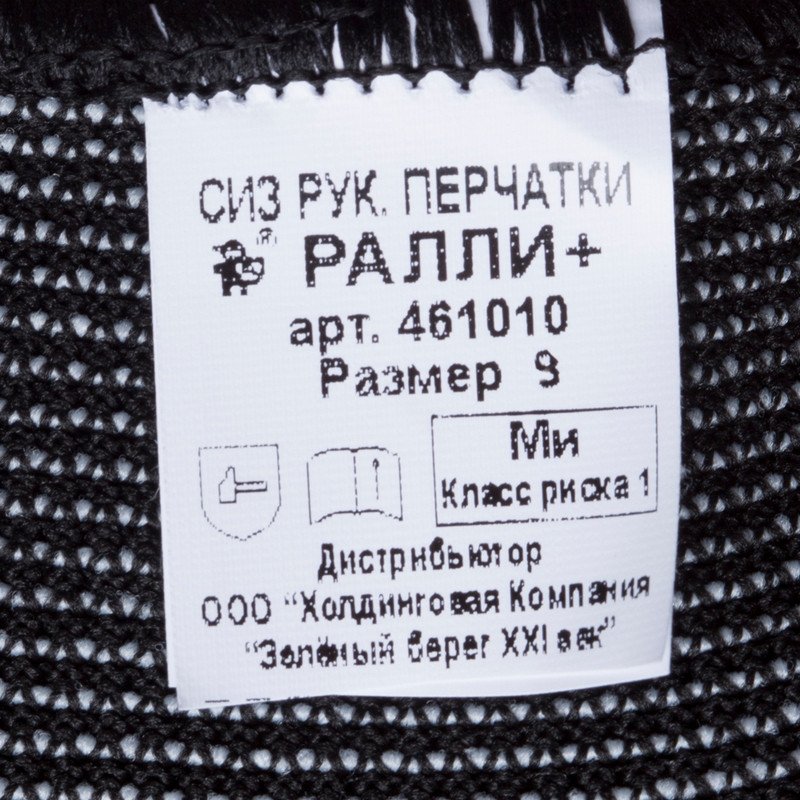 СИЗ РУК. ПЕРЧАТКИ
РАЛЛИ+
арт. 461010
Размер 9
Ми
Класс риска 1
Дистрибьютор
ООО "Холдинговая Компания
"Зелёный берег XXI век"